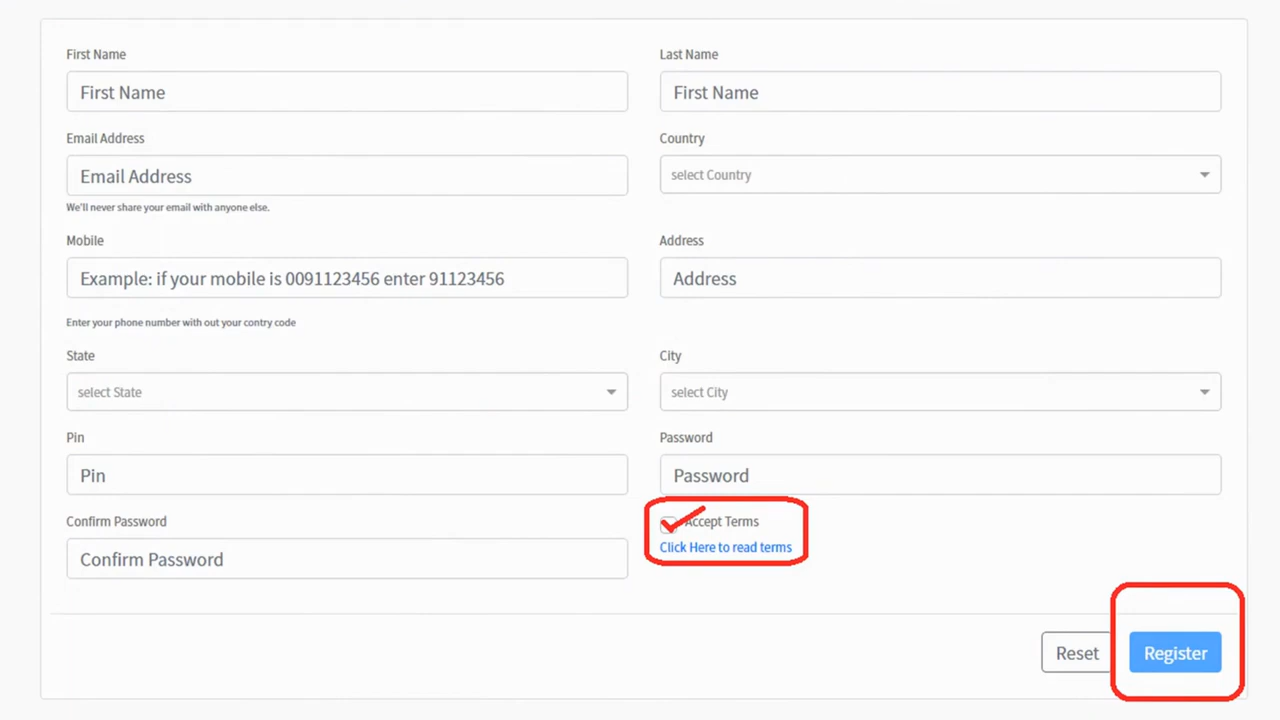 First Name
Last Name
First Name
First Name
Email Address
Country
Email Address
select Country
We'll never share your email with anyone else.
Mobile
Address
Example: if your mobile is 0091123456 enter 91123456
Address
Enter your phone number with out your contry code
State
City
select State
select City
Pin
Password
Pin
Password
Confirm Password
Accept Terms
Click Here to read terms
Confirm Password
Reset
Register